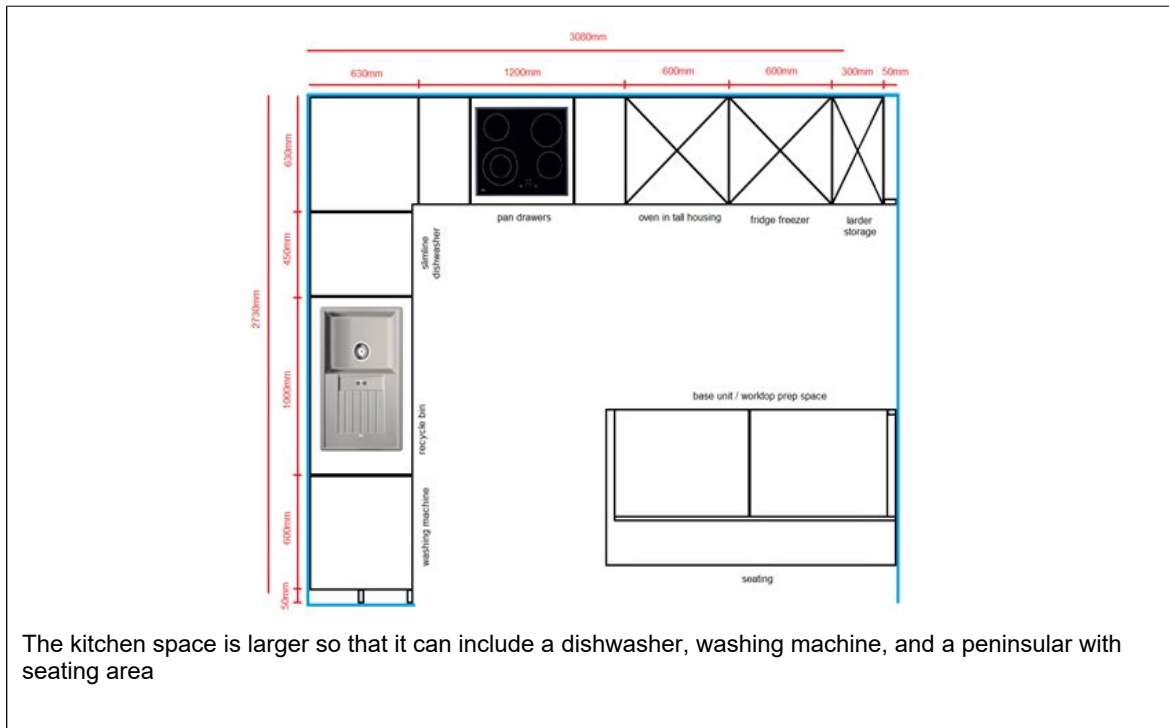 3080mm
630mm
1200mm
600mm
600mm
300mm
50mm
2730mm
630mm
450mm
1000mm
600mm
50mm
pan drawers
oven in tall housing
fridge freezer
larder
storage
slimline
dishwasher
recycle bin
washing machine
base unit / worktop prep space
seating
The kitchen space is larger so that it can include a dishwasher, washing machine, and a peninsular with
seating area